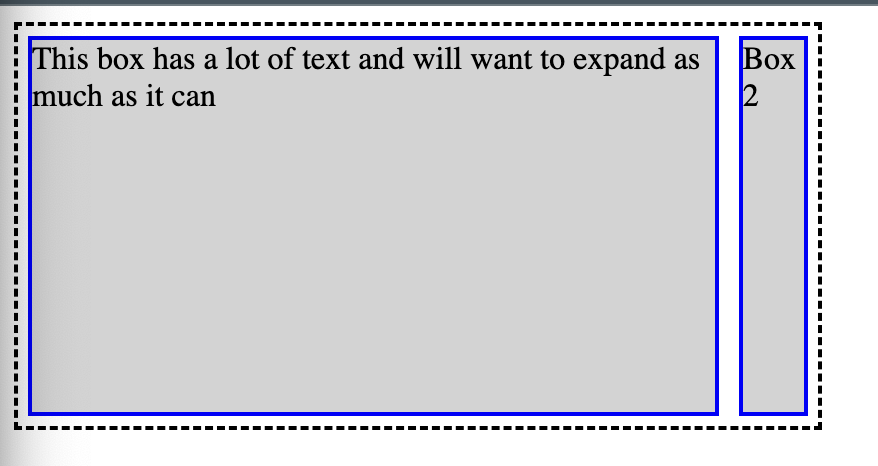 This box has a lot of text and will want to expand as
much as it can
Box
2